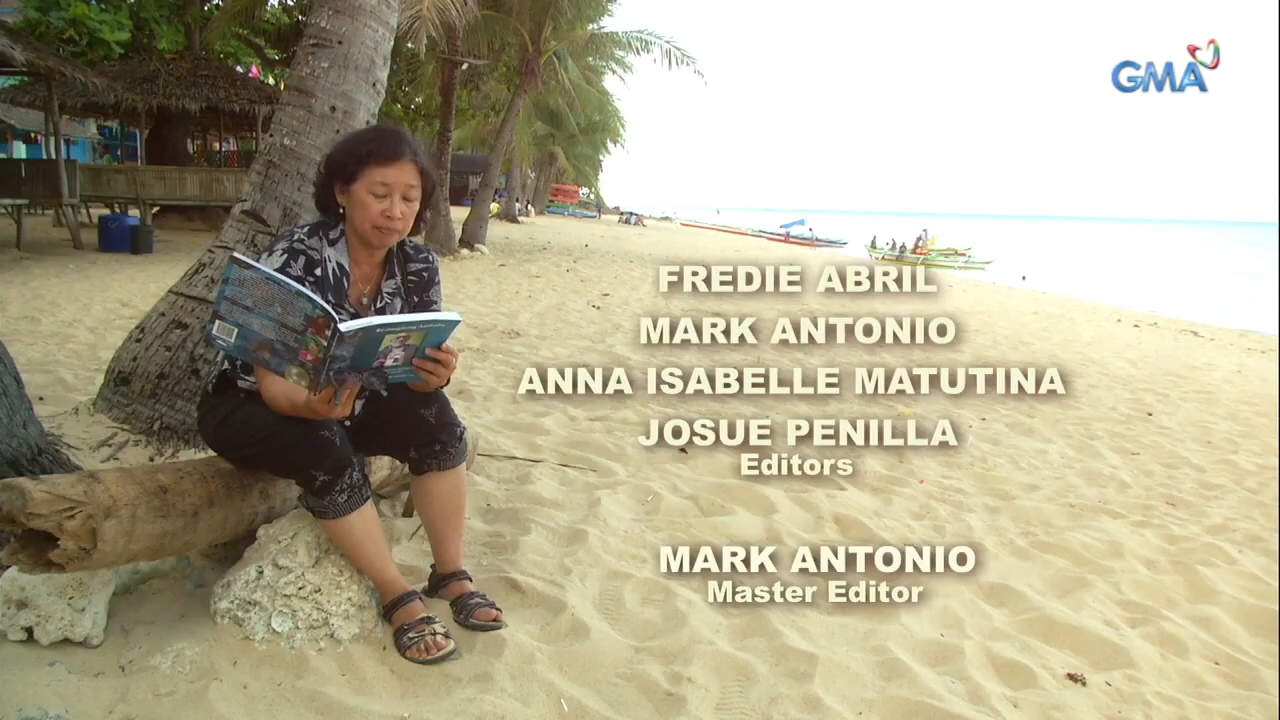 GMA
FREDIE ABRIL
MARK ANTONIO
ANNA ISABELLE MATUTINA
JOSUE PENILLA
Editors
MARK ANTONIO
Master Editor